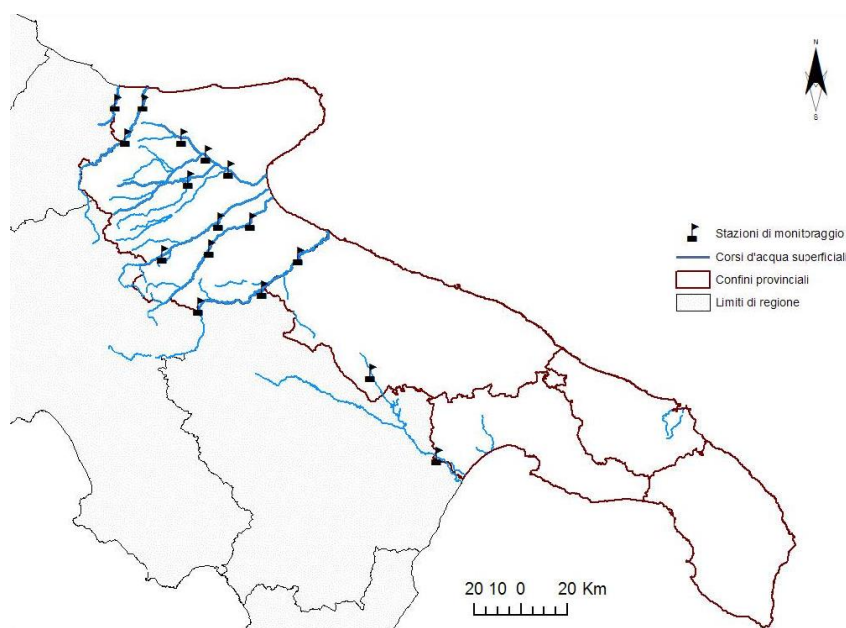 N
S
Stazioni di monitoraggio
Corsi d'acqua superficiali
Confini provinciali
Limiti di regione
20 10 0 20 Km